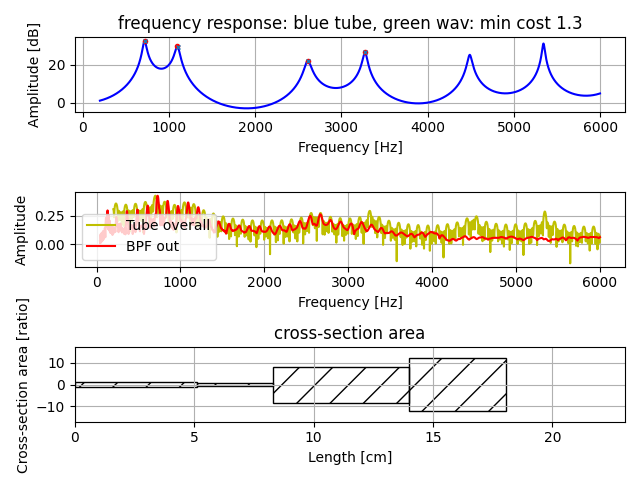 frequency response: blue tube, green wav: min cost 1.3
Amplitude [dB]
20
0
0 1000 2000 3000 4000 5000 6000
Frequency [Hz]
Amplitude
0.25
0.00
Tube overall
BPF out
0 1000 2000 3000 4000 5000 6000
Frequency [Hz]
cross-section area
Cross-section area [ratio]
10
0
−10
0 5 10 15 20
Length [cm]